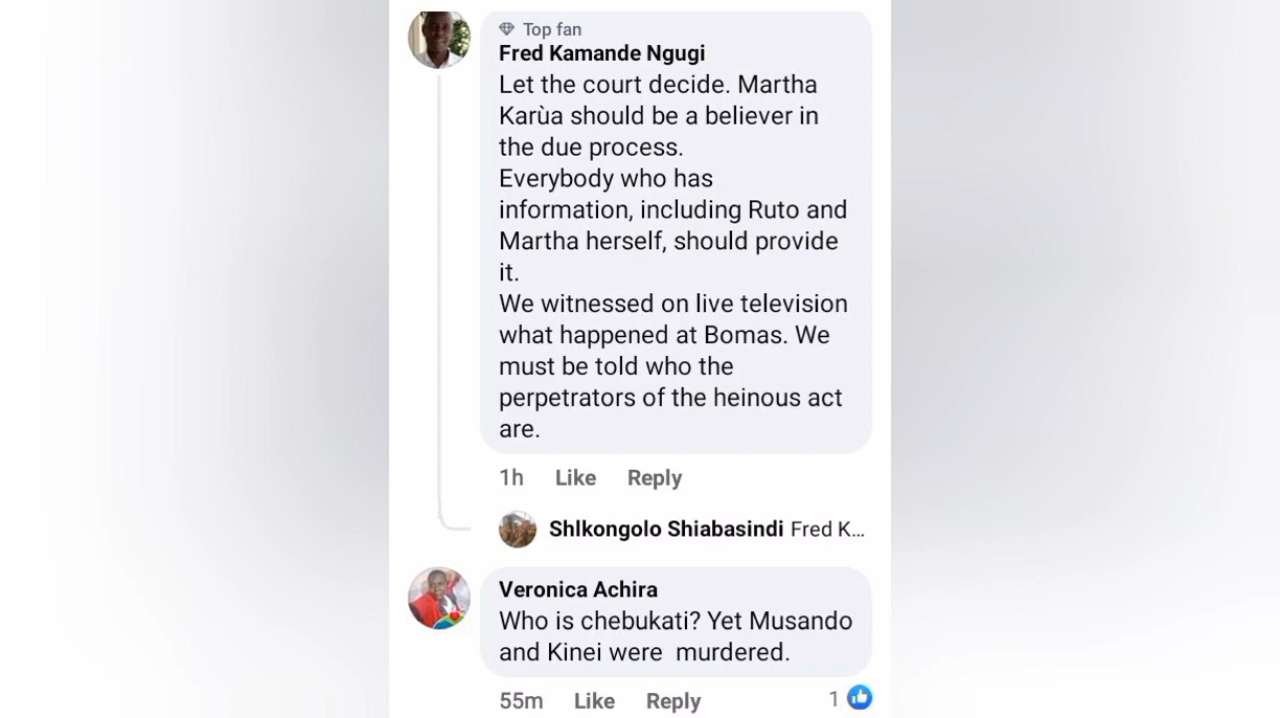 Top fan
Fred Kamande Ngugi
Let the court decide. Martha
Karùa should be a believer in
the due process.
Everybody who has
information, including Ruto and
Martha herself, should provide
it.
We witnessed on live television
what happened at Bomas. We
must be told who the
perpetrators of the heinous act
are.
1h Like Reply
Shlkongolo Shiabasindi Fred K...
Veronica Achira
Who is chebukati? Yet Musando
and Kinei were murdered.
55m Like Reply 1